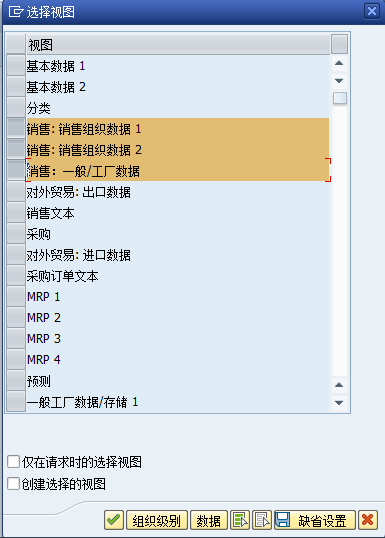 选择视图
视图
基本数据 1
基本数据 2
分类
销售: 销售组织数据 1
销售: 销售组织数据 2
销售: 一般/工厂数据
对外贸易: 出口数据
销售文本
采购
对外贸易: 进口数据
采购订单文本
MRP 1
MRP 2
MRP 3
MRP 4
预测
一般工厂数据/存储 1
仅在请求时的选择视图
创建选择的视图
组织级别 数据 缺省设置